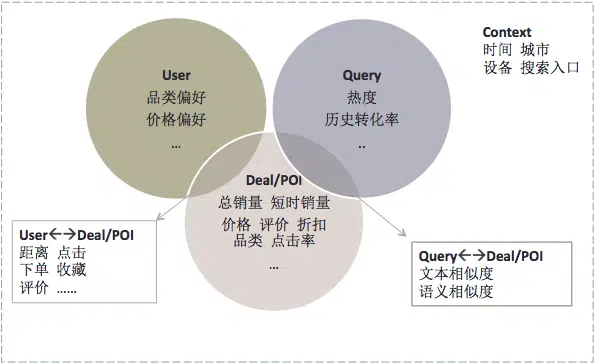 User
品类偏好
价格偏好
...
Query
热度
历史转化率
..
Context
时间 城市
设备 搜索入口
Deal/POI
总销量 短时销量
价格 评价 折扣
品类 点击率
...
User←→Deal/POI
距离 点击
下单 收藏
评价 ......
Query←→Deal/POI
文本相似度
语义相似度